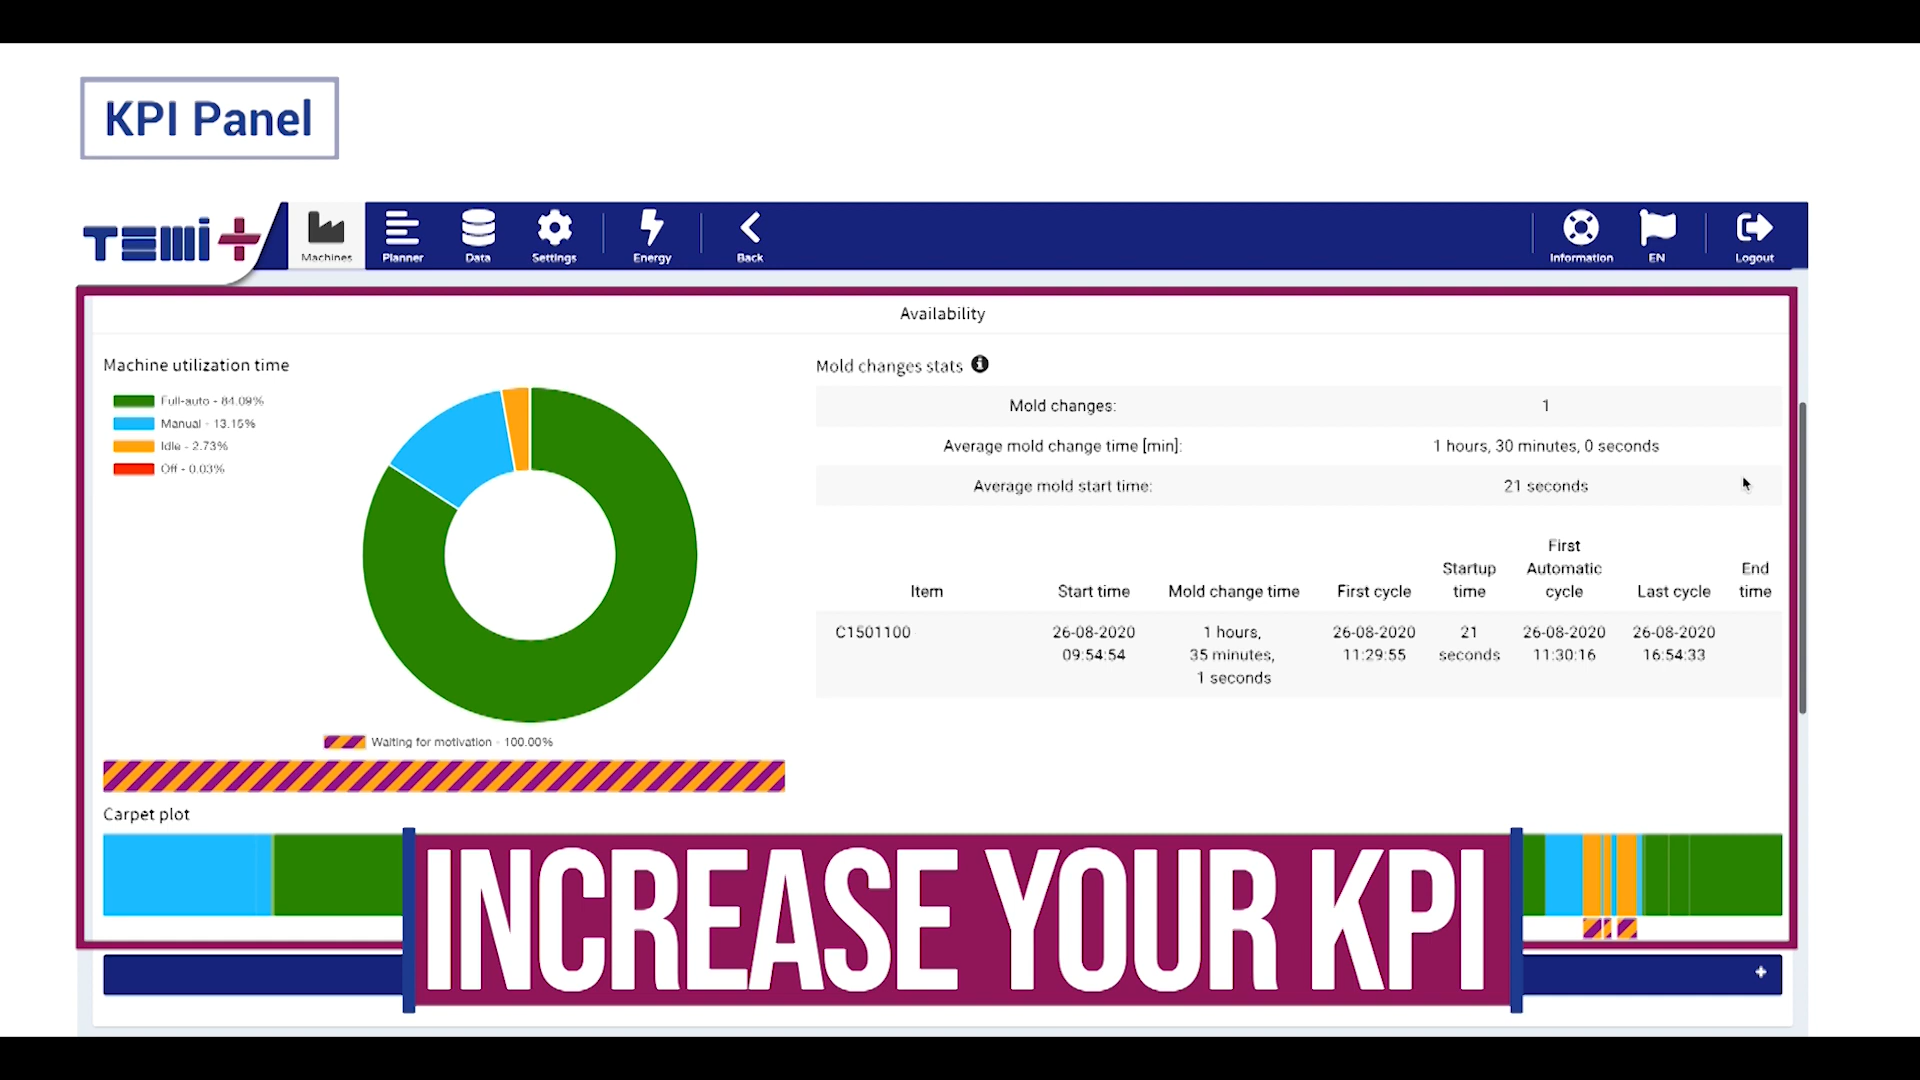 KPI Panel
TEMI+
Machines
Planner
Data
Settings
Energy
Back
Information
EN
Logout
Availability
Machine utilization time
Full-auto - 84.09%
Manual - 13.15%
Idle - 2.73%
Off - 0.03%
Waiting for motivation - 100.00%
Mold changes stats
Mold changes: 1
Average mold change time [min]: 1 hours, 30 minutes, 0 seconds
Average mold start time: 21 seconds
Item
Start time
Mold change time
First cycle
Startup
time
First
Automatic
cycle
Last cycle
End
time
C1501100
26-08-2020
09:54:54
1 hours,
35 minutes,
1 seconds
26-08-2020
11:29:55
21
seconds
26-08-2020
11:30:16
26-08-2020
16:54:33
Carpet plot
INCREASE YOUR KPI